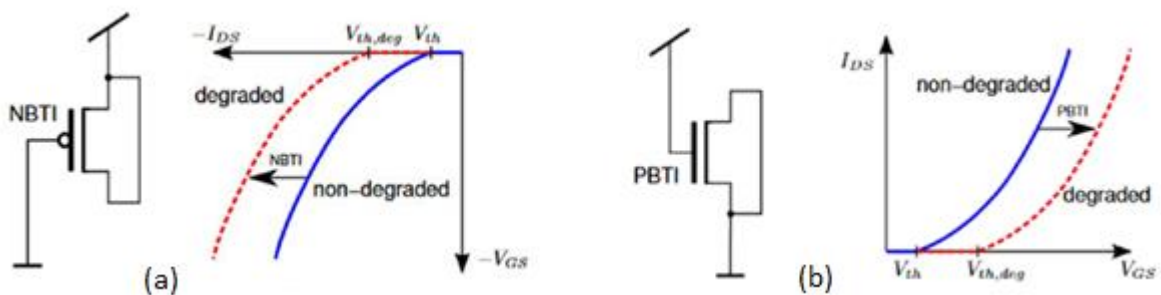 NBTI
−I_DS
V_th,deg
V_th
degraded
NBTI
non−degraded
−V_GS
(a)
PBTI
I_DS
non−degraded
PBTI
degraded
V_th
V_th,deg
V_GS
(b)